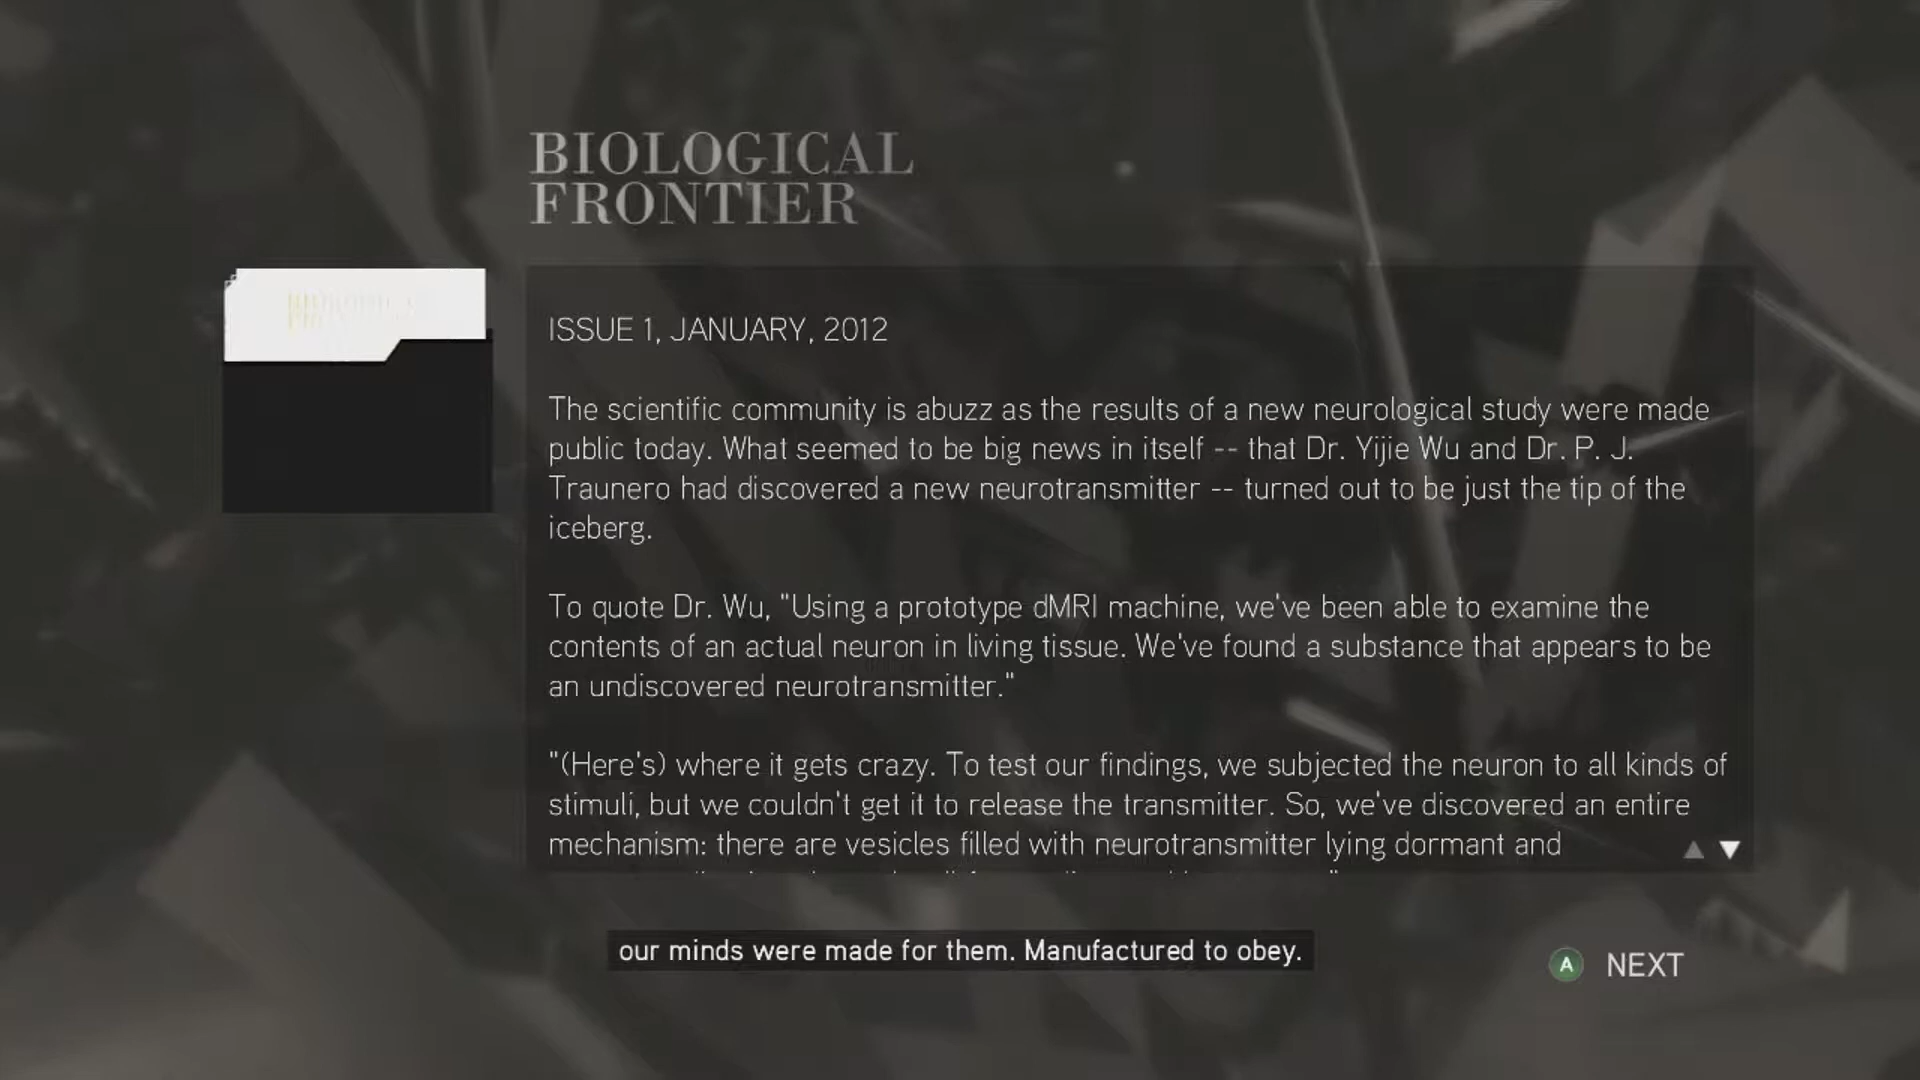 BIOLOGICAL
FRONTIER
ISSUE 1, JANUARY, 2012
The scientific community is abuzz as the results of a new neurological study were made
public today. What seemed to be big news in itself -- that Dr. Yijie Wu and Dr. P. J.
Traunero had discovered a new neurotransmitter -- turned out to be just the tip of the
iceberg.
To quote Dr. Wu, "Using a prototype dMRI machine, we've been able to examine the
contents of an actual neuron in living tissue. We've found a substance that appears to be
an undiscovered neurotransmitter."
"(Here's) where it gets crazy. To test our findings, we subjected the neuron to all kinds of
stimuli, but we couldn't get it to release the transmitter. So, we've discovered an entire
mechanism: there are vesicles filled with neurotransmitter lying dormant and
our minds were made for them. Manufactured to obey.
A NEXT